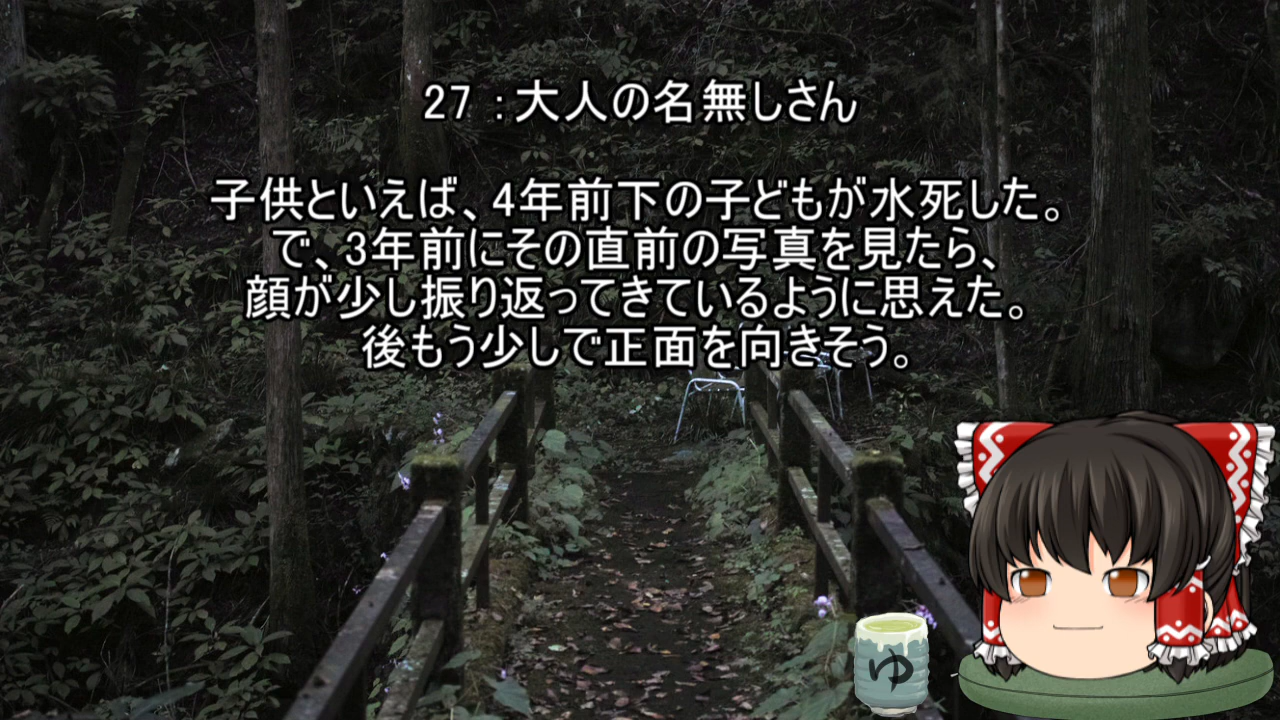 27 :大人の名無しさん
子供といえば、4年前下の子どもが水死した。
で、3年前にその直前の写真を見たら、
顔が少し振り返ってきているように思えた。
後もう少しで正面を向きそう。
ゆ